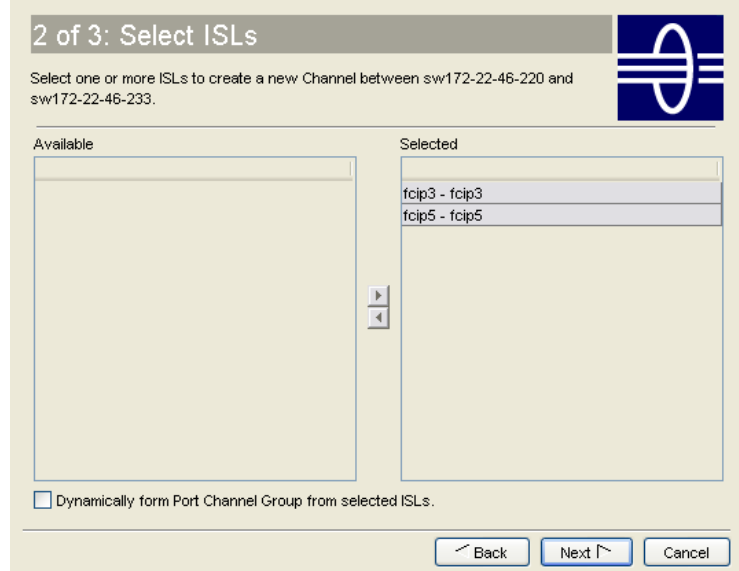 2 of 3: Select ISLs
Select one or more ISLs to create a new Channel between sw172-22-46-220 and
sw172-22-46-233.
Available
Selected
fcip3 - fcip3
fcip5 - fcip5
Dynamically form Port Channel Group from selected ISLs.
Back
Next
Cancel